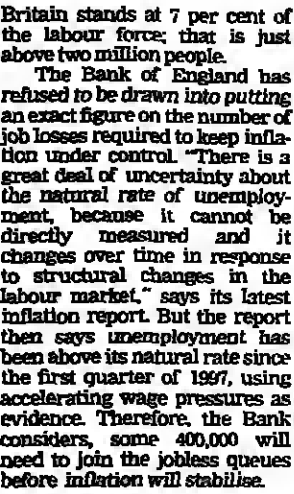 Britain stands at 7 per cent of
the labour force; that is just
above two million people.
The Bank of England has
refused to be drawn into putting
an exact figure on the number of
job losses required to keep infla-
tion under control. "There is a
great deal of uncertainty about
the natural rate of unemploy-
ment, because it cannot be
directly measured and it
changes over time in response
to structural changes in the
labour market," says its latest
inflation report. But the report
then says unemployment has
been above its natural rate since
the first quarter of 1997, using
accelerating wage pressures as
evidence. Therefore, the Bank
considers, some 400,000 will
need to join the jobless queues
before inflation will stabilise.